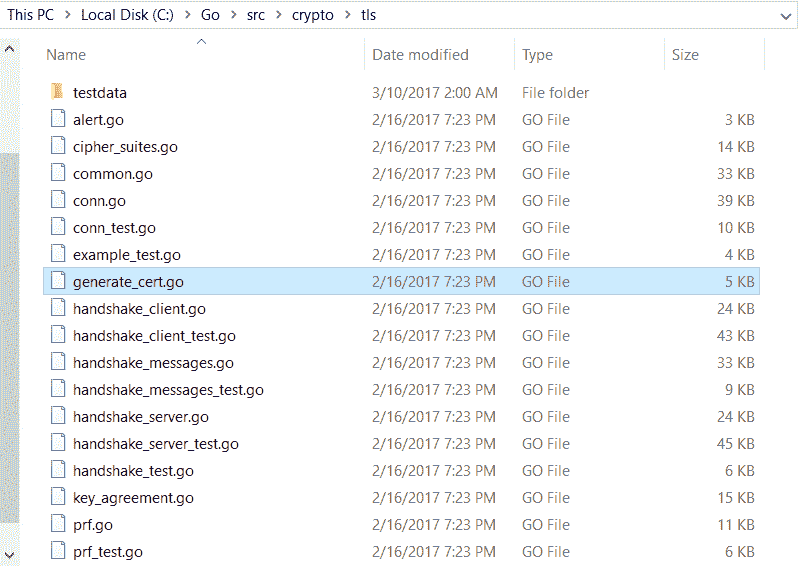 This PC > Local Disk (C:) > Go > src > crypto > tls
Name Date modified Type Size
testdata 3/10/2017 2:00 AM File folder
alert.go 2/16/2017 7:23 PM GO File 3 KB
cipher_suites.go 2/16/2017 7:23 PM GO File 14 KB
common.go 2/16/2017 7:23 PM GO File 33 KB
conn.go 2/16/2017 7:23 PM GO File 39 KB
conn_test.go 2/16/2017 7:23 PM GO File 10 KB
example_test.go 2/16/2017 7:23 PM GO File 4 KB
generate_cert.go 2/16/2017 7:23 PM GO File 5 KB
handshake_client.go 2/16/2017 7:23 PM GO File 24 KB
handshake_client_test.go 2/16/2017 7:23 PM GO File 43 KB
handshake_messages.go 2/16/2017 7:23 PM GO File 33 KB
handshake_messages_test.go 2/16/2017 7:23 PM GO File 9 KB
handshake_server.go 2/16/2017 7:23 PM GO File 24 KB
handshake_server_test.go 2/16/2017 7:23 PM GO File 45 KB
handshake_test.go 2/16/2017 7:23 PM GO File 6 KB
key_agreement.go 2/16/2017 7:23 PM GO File 15 KB
prf.go 2/16/2017 7:23 PM GO File 11 KB
prf_test.go 2/16/2017 7:23 PM GO File 6 KB